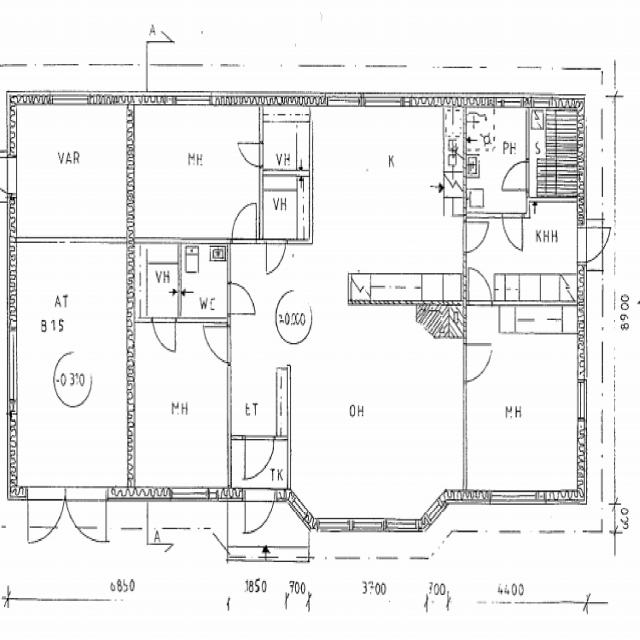 A
VAR
MH
VH
K
PH
S
VH
KHH
VH
WC
AT
B 15
±0.000
-0.310
8900
MH
ET
OH
MH
TK
600
A
6850
1850
700
3700
700
4400